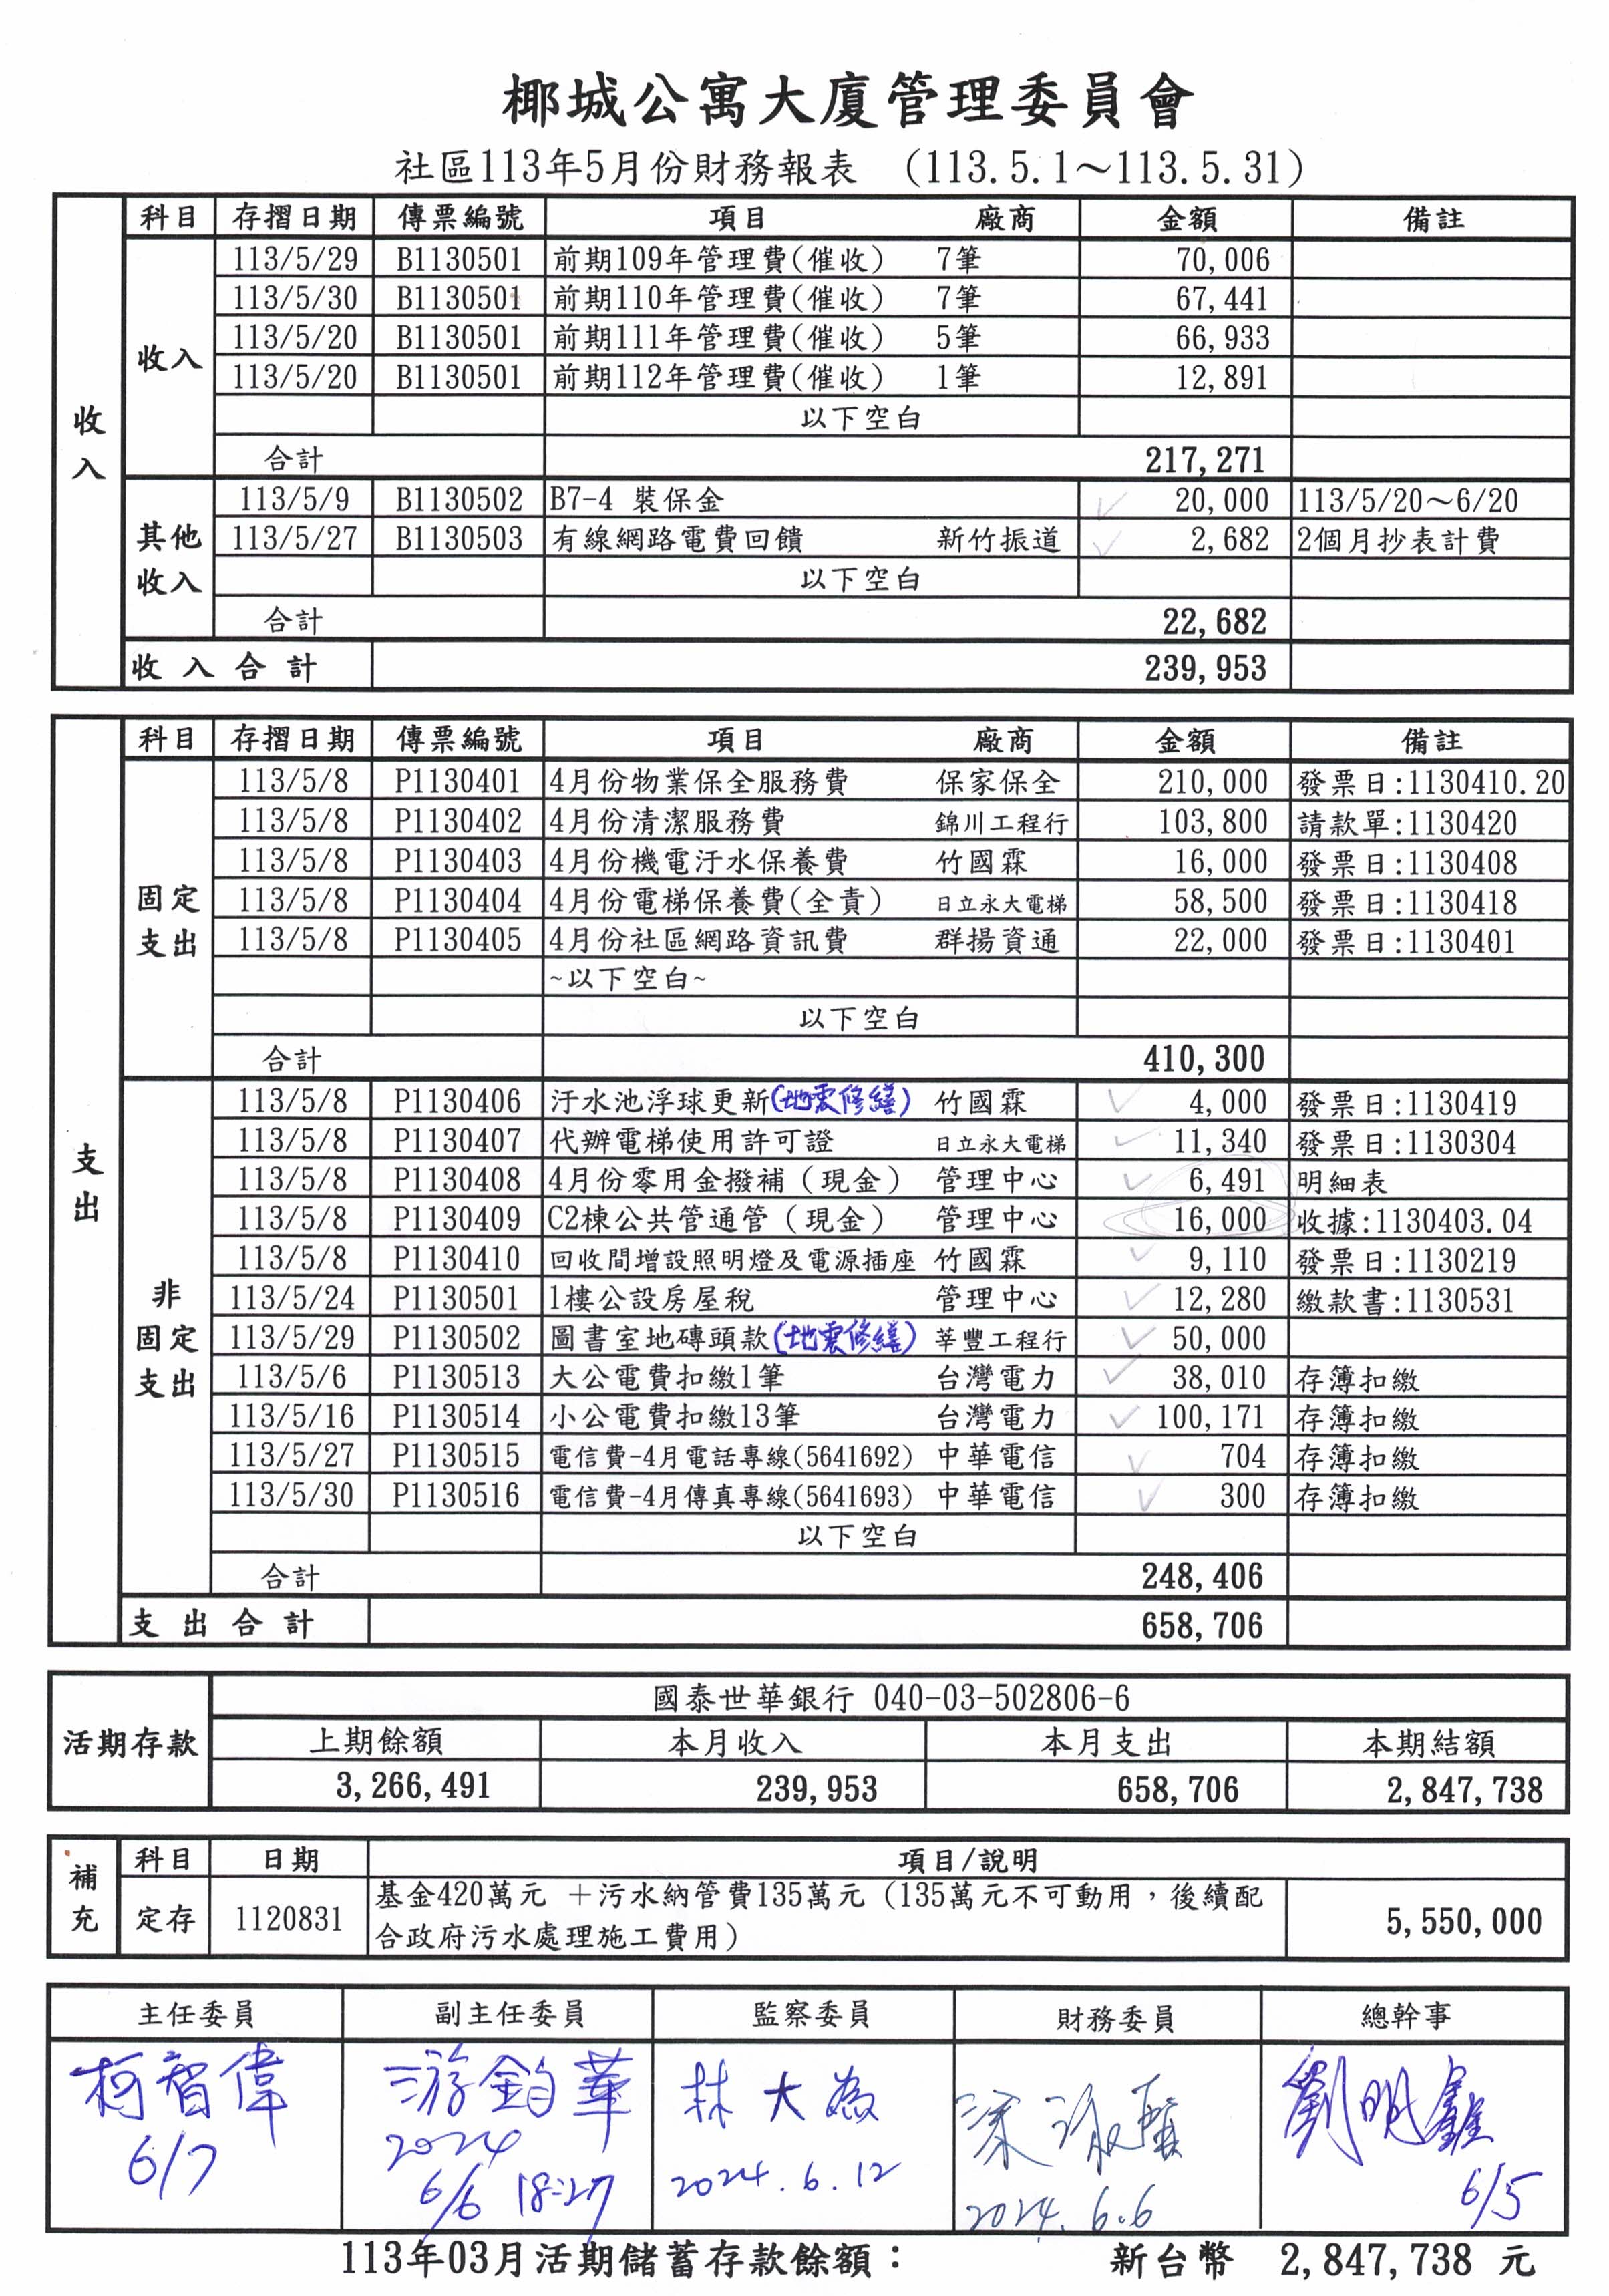 椰城公寓大廈管理委員會
社區113年5月份財務報表 (113.5.1～113.5.31)
收入
科目 存摺日期 傳票編號 項目 廠商 金額 備註
收入
113/5/29 B1130501 前期109年管理費(催收) 7筆 70,006
113/5/30 B1130501 前期110年管理費(催收) 7筆 67,441
113/5/20 B1130501 前期111年管理費(催收) 5筆 66,933
113/5/20 B1130501 前期112年管理費(催收) 1筆 12,891
以下空白
合計 217,271
其他收入
113/5/9 B1130502 B7-4 裝保金 20,000 113/5/20～6/20
113/5/27 B1130503 有線網路電費回饋 新竹振道 2,682 2個月抄表計費
以下空白
合計 22,682
收入合計 239,953
支出
科目 存摺日期 傳票編號 項目 廠商 金額 備註
固定支出
113/5/8 P1130401 4月份物業保全服務費 保家保全 210,000 發票日:1130410.20
113/5/8 P1130402 4月份清潔服務費 錦川工程行 103,800 請款單:1130420
113/5/8 P1130403 4月份機電汙水保養費 竹國霖 16,000 發票日:1130408
113/5/8 P1130404 4月份電梯保養費(全責) 日立永大電梯 58,500 發票日:1130418
113/5/8 P1130405 4月份社區網路資訊費 群揚資通 22,000 發票日:1130401
~以下空白~
以下空白
合計 410,300
非固定支出
113/5/8 P1130406 汙水池浮球更新(地震修繕) 竹國霖 4,000 發票日:1130419
113/5/8 P1130407 代辦電梯使用許可證 日立永大電梯 11,340 發票日:1130304
113/5/8 P1130408 4月份零用金撥補（現金） 管理中心 6,491 明細表
113/5/8 P1130409 C2棟公共管通管（現金） 管理中心 16,000 收據:1130403.04
113/5/8 P1130410 回收間增設照明燈及電源插座 竹國霖 9,110 發票日:1130219
113/5/24 P1130501 1樓公設房屋稅 管理中心 12,280 繳款書:1130531
113/5/29 P1130502 圖書室地磚頭款(地震修繕) 莘豐工程行 50,000
113/5/6 P1130513 大公電費扣繳1筆 台灣電力 38,010 存簿扣繳
113/5/16 P1130514 小公電費扣繳13筆 台灣電力 100,171 存簿扣繳
113/5/27 P1130515 電信費-4月電話專線(5641692) 中華電信 704 存簿扣繳
113/5/30 P1130516 電信費-4月傳真專線(5641693) 中華電信 300 存簿扣繳
以下空白
合計 248,406
支出合計 658,706
活期存款
國泰世華銀行 040-03-502806-6
上期餘額 本月收入 本月支出 本期結額
3,266,491 239,953 658,706 2,847,738
補充
科目 日期 項目/說明
定存 1120831 基金420萬元 ＋污水納管費135萬元（135萬元不可動用，後續配
合政府污水處理施工費用） 5,550,000
主任委員 副主任委員 監察委員 財務委員 總幹事
柯智偉 游鈞華 林大為 劉明鑫
6/7 2024 6/6 18:27 2024.6.12 2024.6.6 6/5
113年03月活期儲蓄存款餘額： 新台幣 2,847,738 元